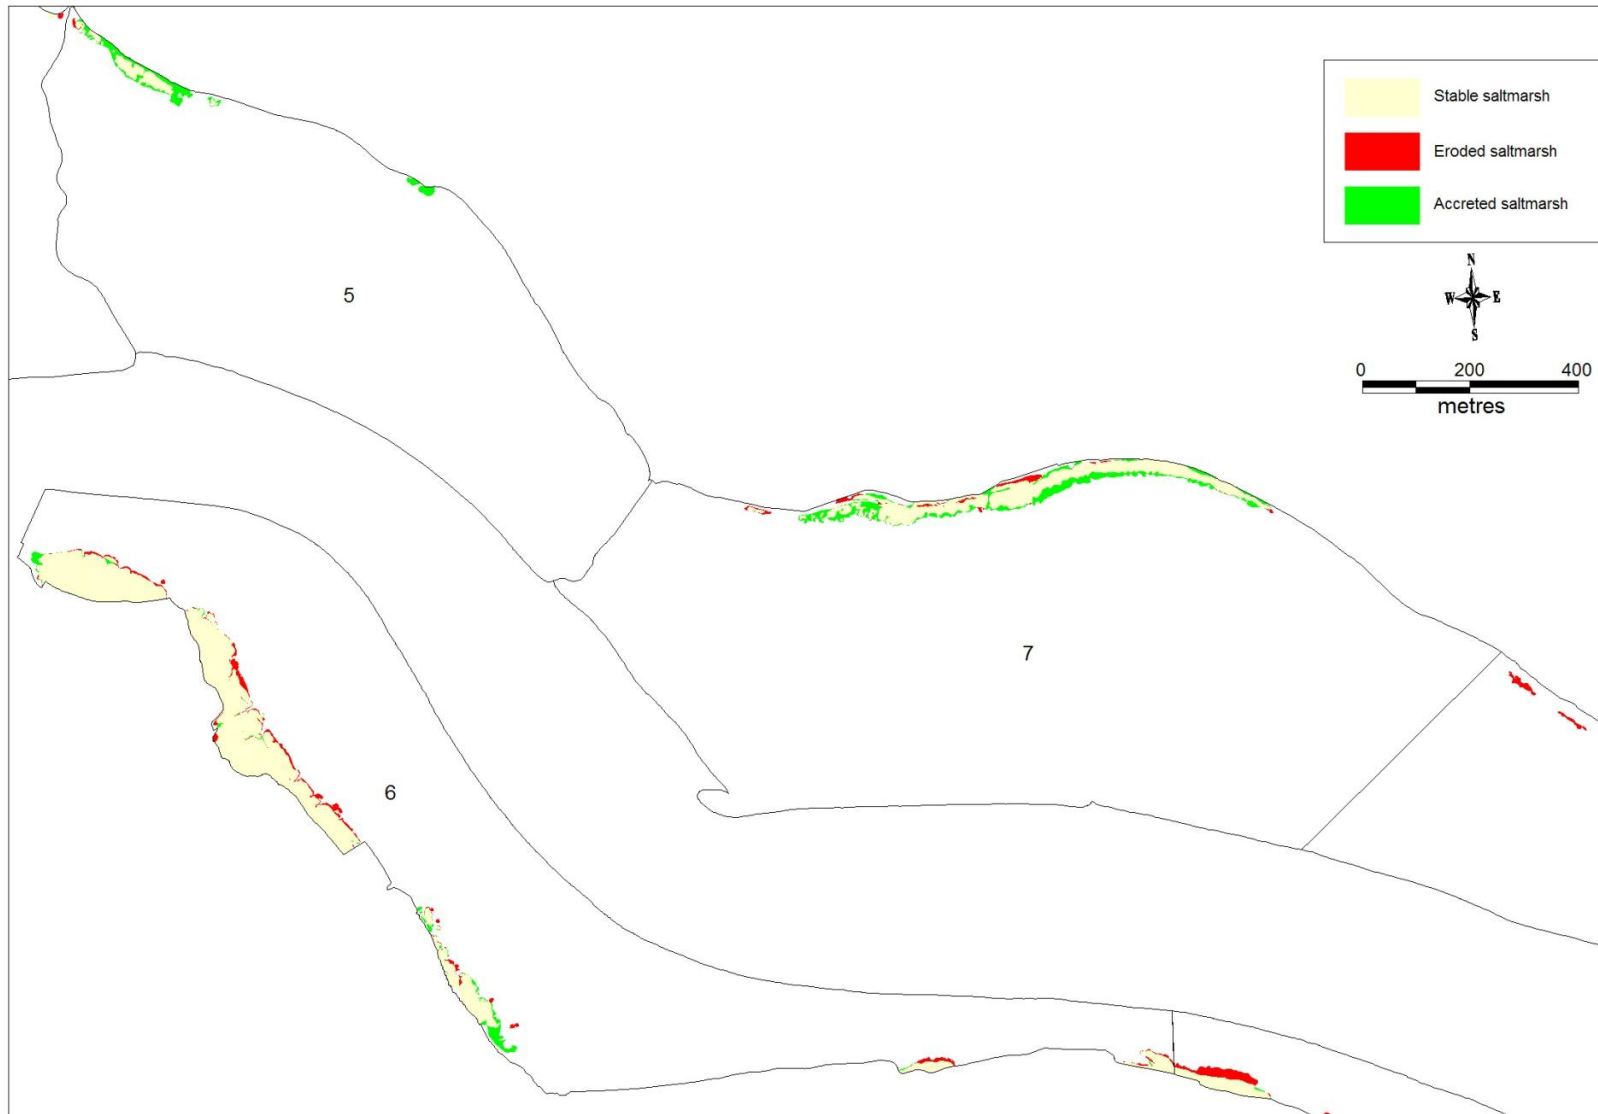 Stable saltmarsh
Eroded saltmarsh
Accreted saltmarsh
N
W E
S
0 200 400
metres
5
7
6